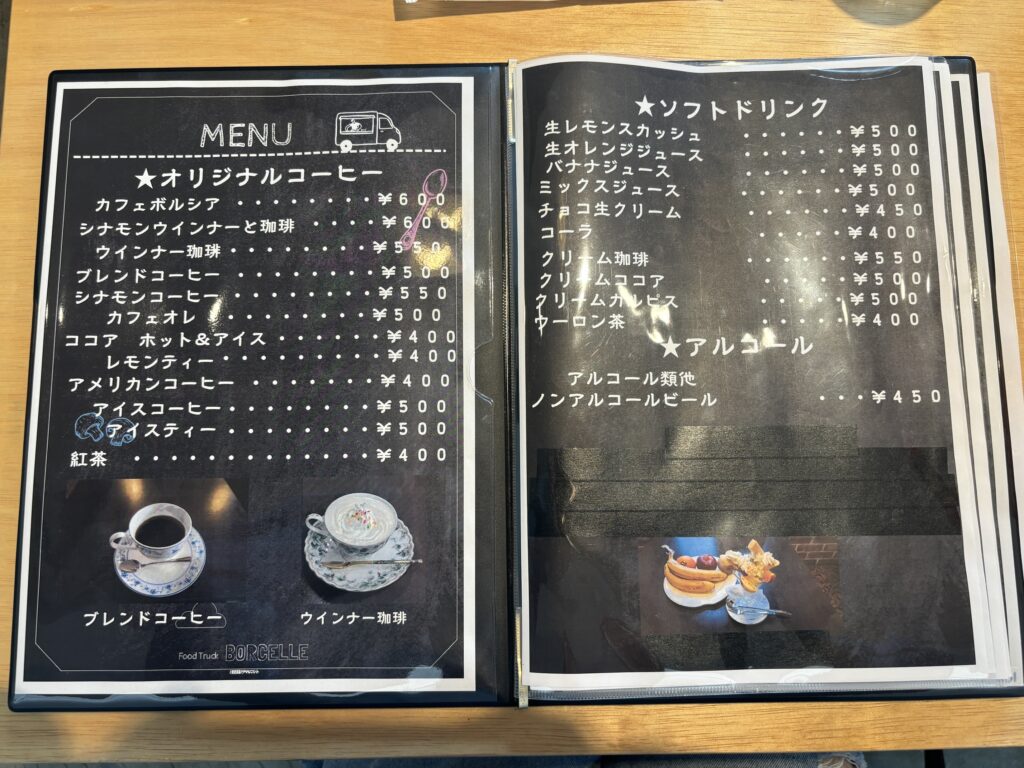 MENU
★オリジナルコーヒー
カフェボルシア ・・・・・・・・¥600
シナモンウインナーと珈琲 ・・・・¥600
ウインナー珈琲・・・・・・・・¥550
ブレンドコーヒー・・・・・・・・¥500
シナモンコーヒー・・・・・・・・¥550
カフェオレ ・・・・・・・・・¥500
ココア ホット&アイス・・・・・・・¥400
レモンティー・・・・・・・・・¥400
アメリカンコーヒー ・・・・・・・¥400
アイスコーヒー・・・・・・・・¥500
アイスティー・・・・・・・・¥500
紅茶 ・・・・・・・・・・・・¥400
ブレンドコーヒー
ウインナー珈琲
Food Truck BORCELLE
★ソフトドリンク
生レモンスカッシュ ・・・・・・¥500
生オレンジジュース ・・・・・・¥500
バナナジュース ・・・・・・¥500
ミックスジュース ・・・・・・¥500
チョコ生クリーム ・・・・・・¥450
コーラ ・・・・・¥400
クリーム珈琲 ・・・・・¥550
クリームココア ・・・・・¥500
クリームカルピス ・・・・・¥500
ウーロン茶 ・・・・・¥400
★アルコール
アルコール類他
ノンアルコールビール ・・・¥450